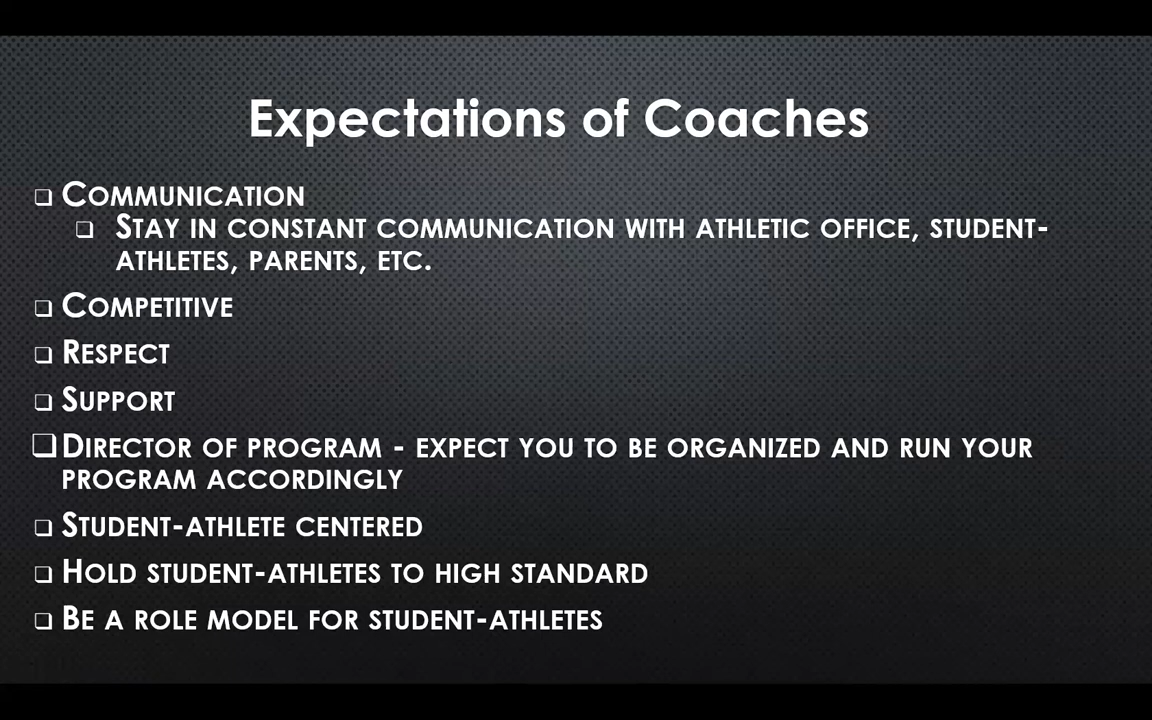 Expectations of Coaches
❑ Communication
❑ Stay in constant communication with athletic office, student-
athletes, parents, etc.
❑ Competitive
❑ Respect
❑ Support
❑ Director of program - expect you to be organized and run your
program accordingly
❑ Student-athlete centered
❑ Hold student-athletes to high standard
❑ Be a role model for student-athletes